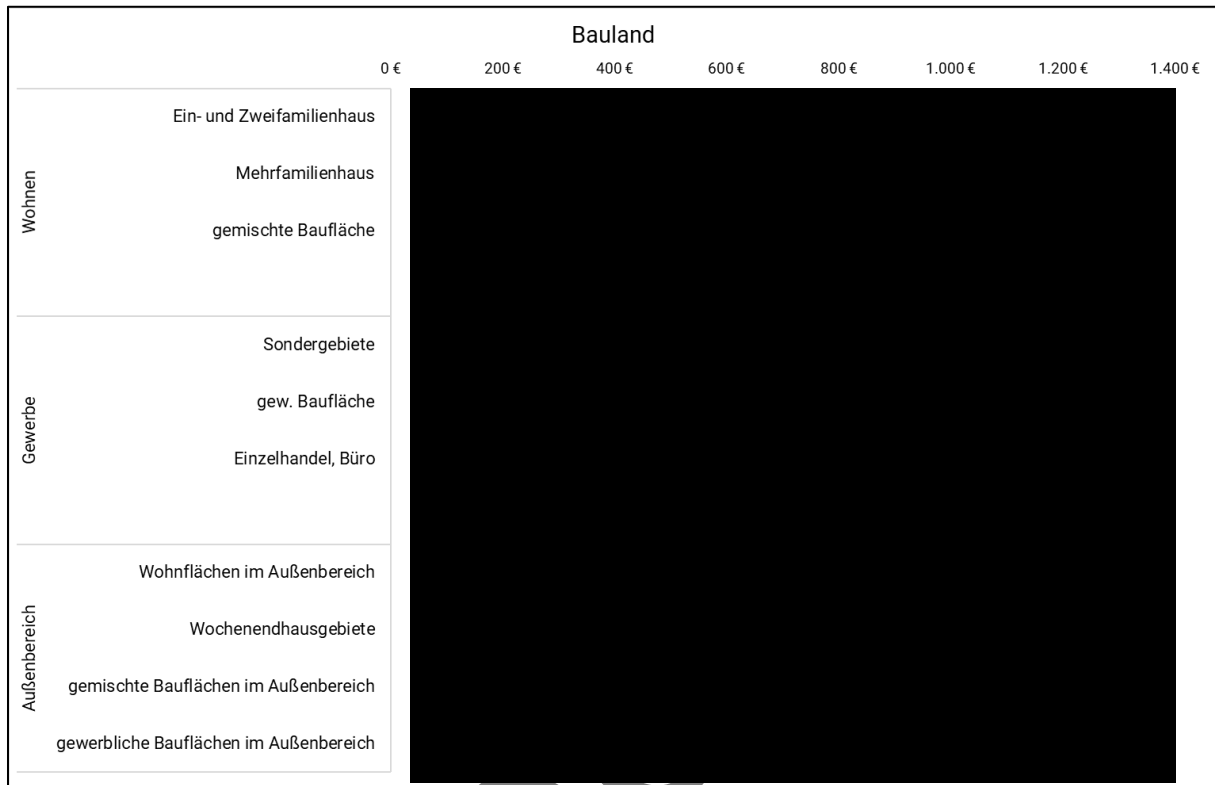 Bauland
0 € 200 € 400 € 600 € 800 € 1.000 € 1.200 € 1.400 €
Wohnen
Ein- und Zweifamilienhaus
Mehrfamilienhaus
gemischte Baufläche
Gewerbe
Sondergebiete
gew. Baufläche
Einzelhandel, Büro
Außenbereich
Wohnflächen im Außenbereich
Wochenendhausgebiete
gemischte Bauflächen im Außenbereich
gewerbliche Bauflächen im Außenbereich